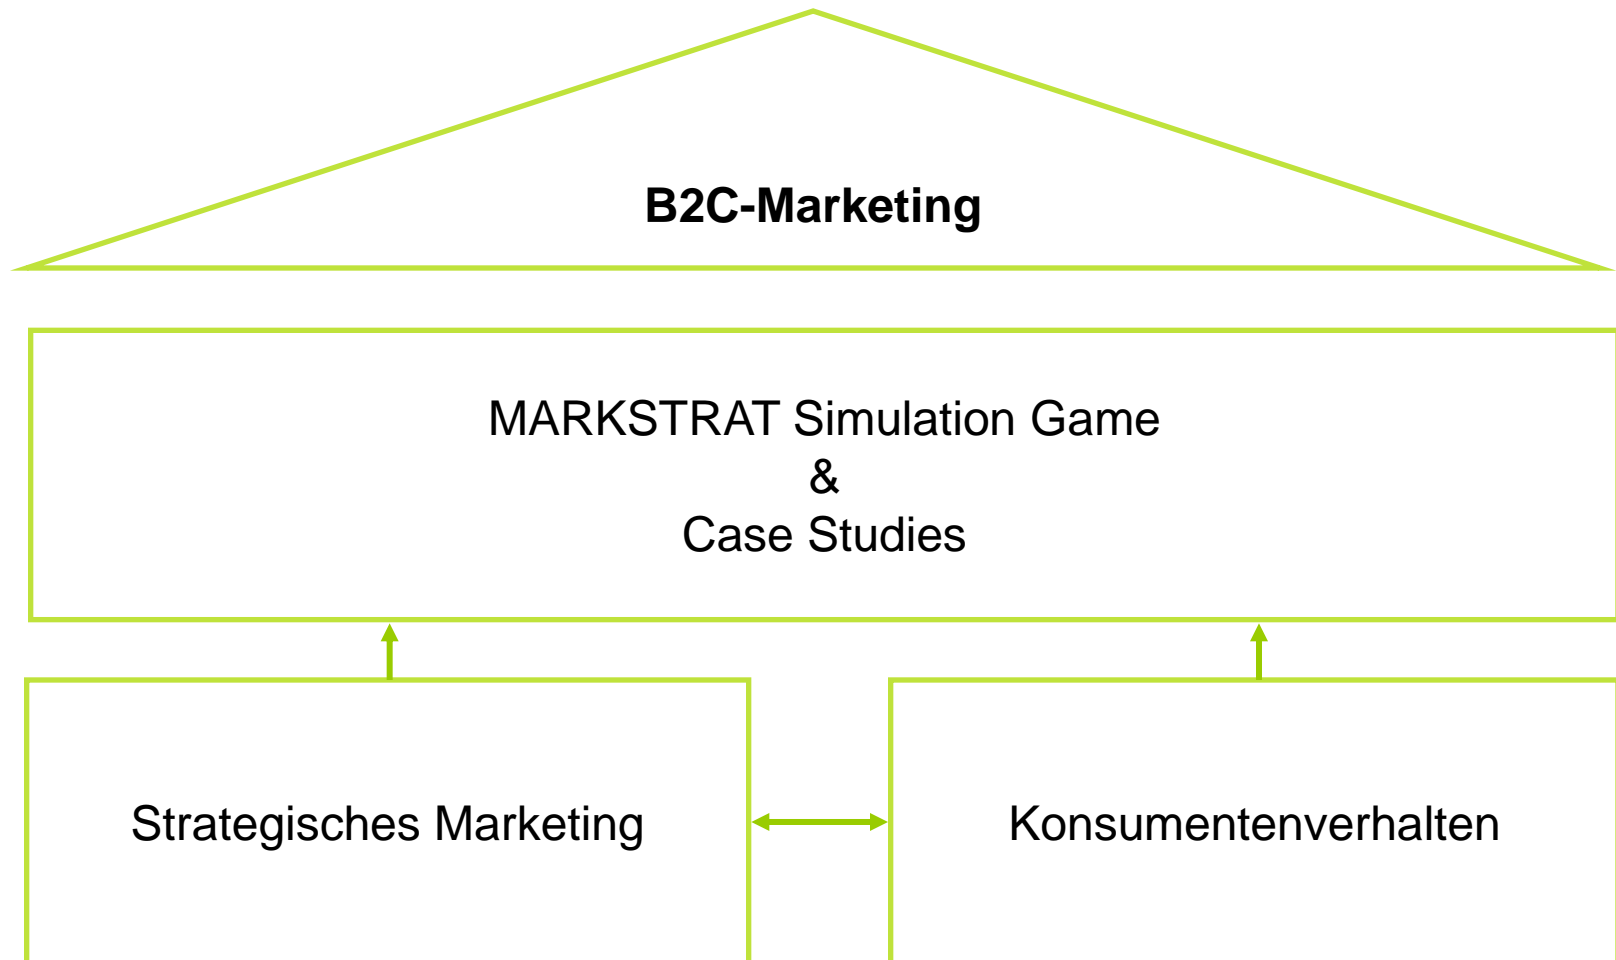 B2C-Marketing
MARKSTRAT Simulation Game
&
Case Studies
Strategisches Marketing
Konsumentenverhalten